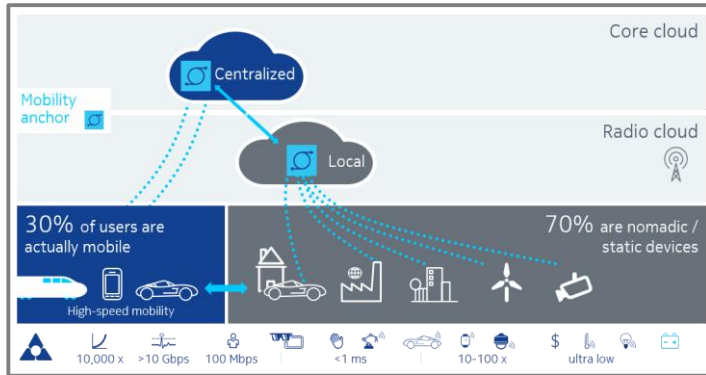 Core cloud
Centralized
Mobility
anchor
Radio cloud
Local
30% of users are
actually mobile
70% are nomadic /
static devices
High-speed mobility
10,000 x >10 Gbps 100 Mbps <1 ms 10-100 x $ ultra low